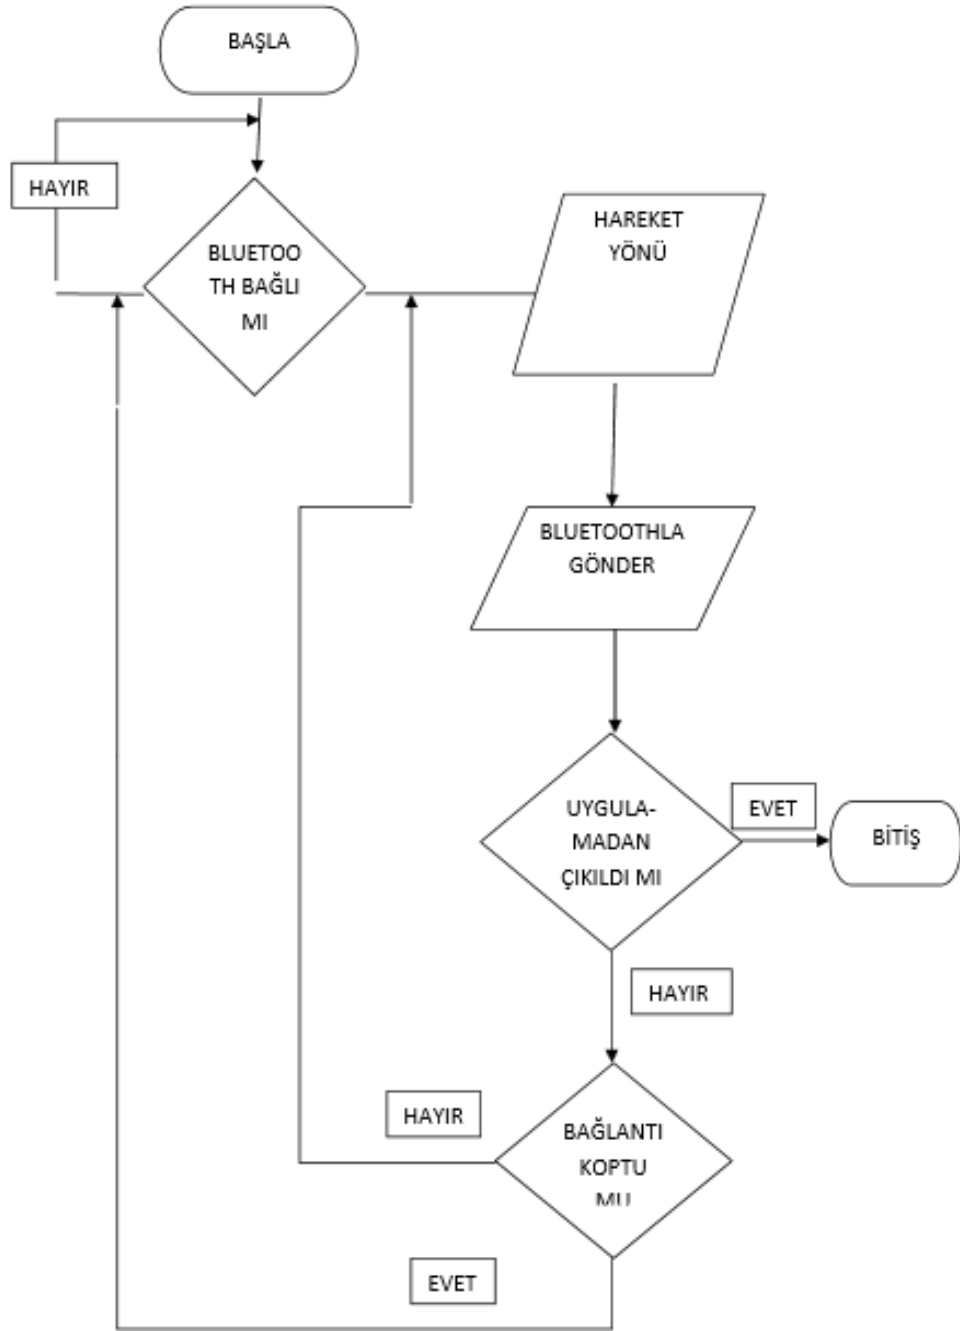 BAŞLA
HAYIR
BLUETOO
TH BAĞLI
MI
HAREKET
YÖNÜ
BLUETOOTHLA
GÖNDER
UYGULA-
MADAN
ÇIKILDI MI
EVET
BİTİŞ
HAYIR
HAYIR
BAĞLANTI
KOPTU
MU
EVET